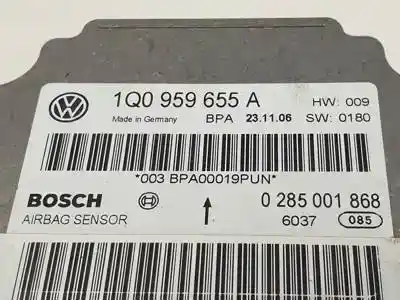 1Q0 959 655 A HW: 009
Made in Germany BPA 23.11.06 SW: 0180
*003 BPA00019PUN*
BOSCH 0 285 001 868
AIRBAG SENSOR 6037 085